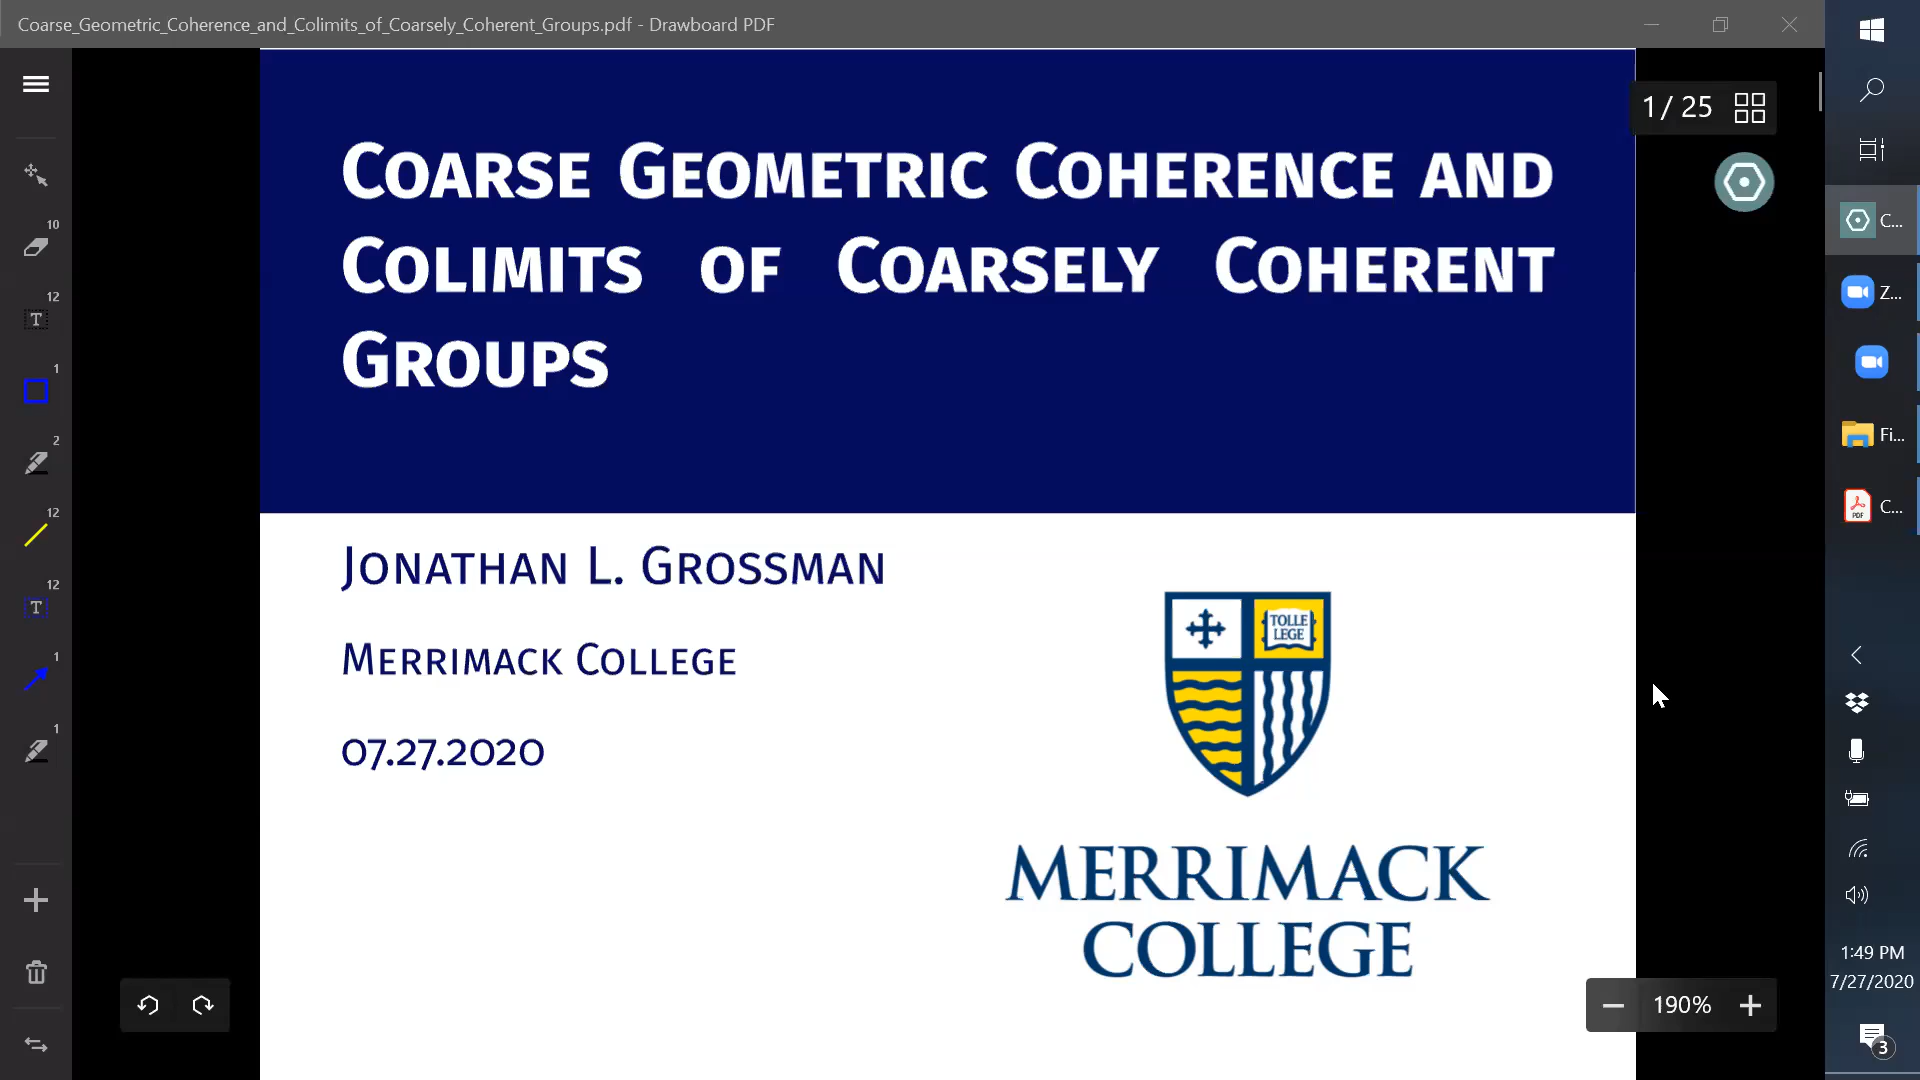 Coarse_Geometric_Coherence_and_Colimits_of_Coarsely_Coherent_Groups.pdf - Drawboard PDF
1 / 25
Coarse Geometric Coherence and
Colimits of Coarsely Coherent
Groups
Jonathan L. Grossman
Merrimack College
07.27.2020
TOLLE
LEGE
MERRIMACK
COLLEGE
10
12
T
1
2
12
12
T
1
1
190%
C...
Z...
Fi...
PDF
C...
1:49 PM
7/27/2020
3